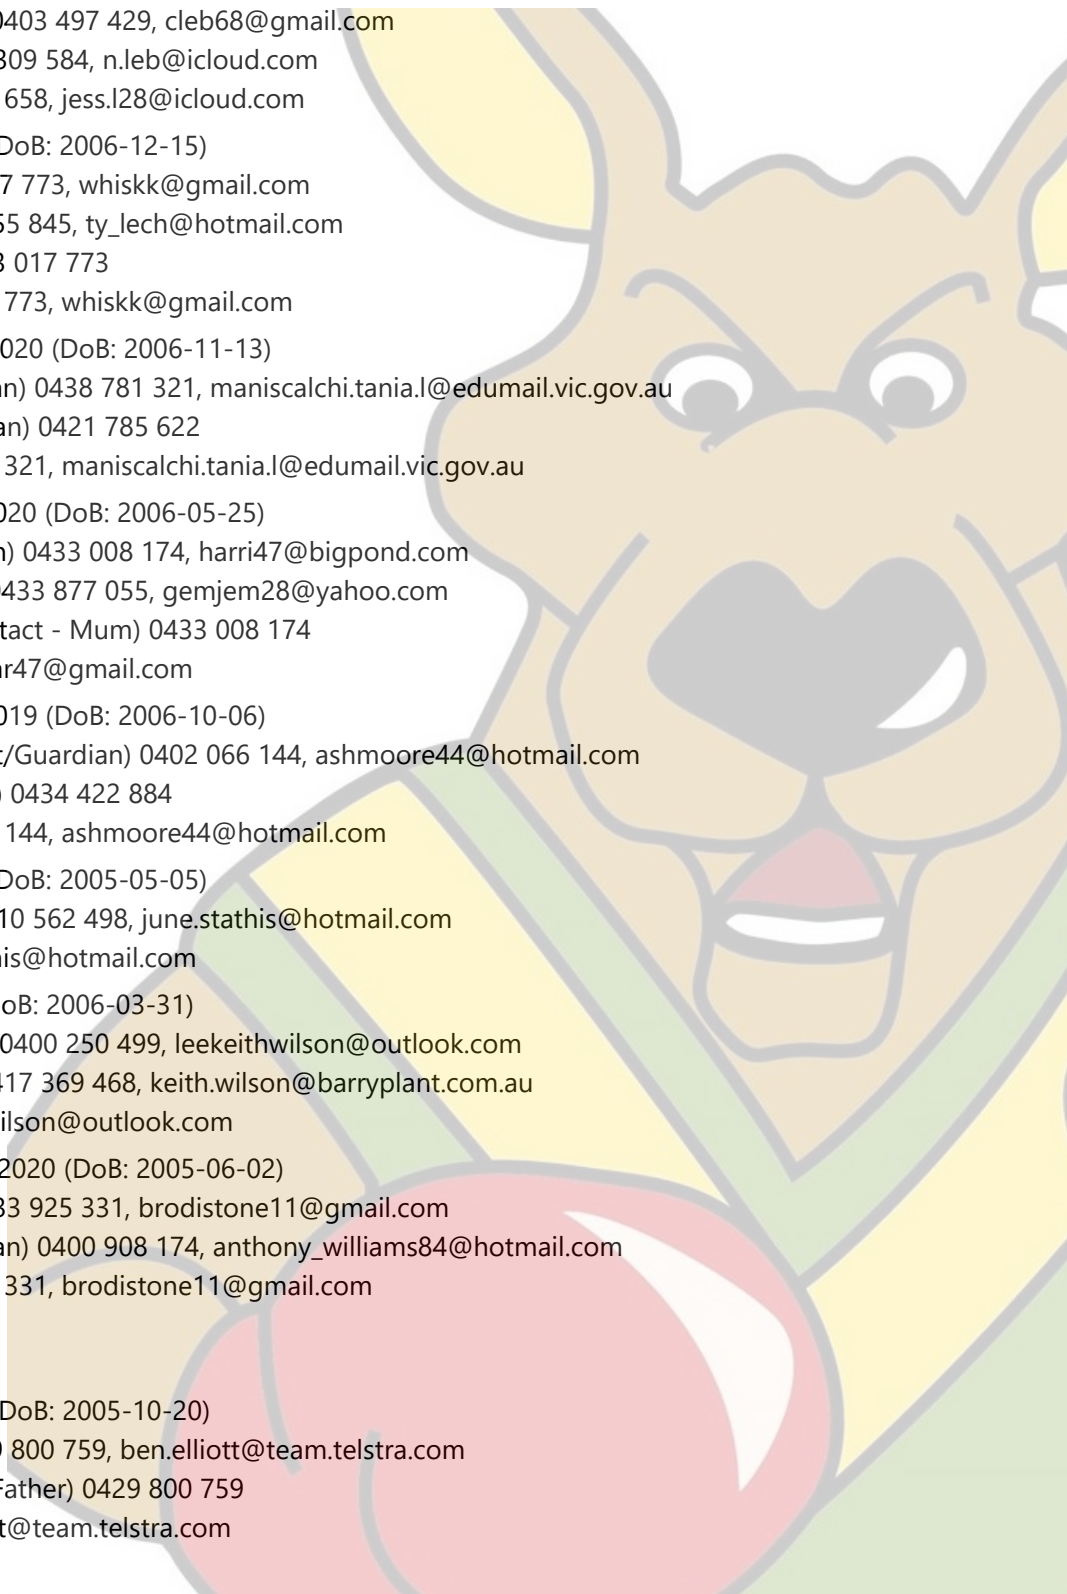 0403 497 429, cleb68@gmail.com
309 584, n.leb@icloud.com
658, jess.l28@icloud.com
DoB: 2006-12-15)
7 773, whiskk@gmail.com
55 845, ty_lech@hotmail.com
3 017 773
773, whiskk@gmail.com
020 (DoB: 2006-11-13)
an) 0438 781 321, maniscalchi.tania.l@edumail.vic.gov.au
an) 0421 785 622
321, maniscalchi.tania.l@edumail.vic.gov.au
020 (DoB: 2006-05-25)
n) 0433 008 174, harri47@bigpond.com
0433 877 055, gemjem28@yahoo.com
tact - Mum) 0433 008 174
ar47@gmail.com
019 (DoB: 2006-10-06)
t/Guardian) 0402 066 144, ashmoore44@hotmail.com
) 0434 422 884
144, ashmoore44@hotmail.com
DoB: 2005-05-05)
10 562 498, june.stathis@hotmail.com
his@hotmail.com
oB: 2006-03-31)
0400 250 499, leekeithwilson@outlook.com
417 369 468, keith.wilson@barryplant.com.au
ilson@outlook.com
2020 (DoB: 2005-06-02)
33 925 331, brodistone11@gmail.com
an) 0400 908 174, anthony_williams84@hotmail.com
331, brodistone11@gmail.com
DoB: 2005-10-20)
9 800 759, ben.elliott@team.telstra.com
Father) 0429 800 759
t@team.telstra.com